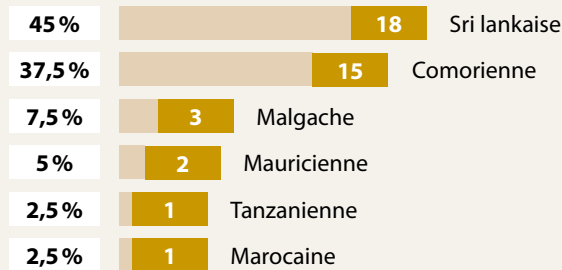 45 % 18 Sri lankaise
37,5 % 15 Comorienne
7,5 % 3 Malgache
5 % 2 Mauricienne
2,5 % 1 Tanzanienne
2,5 % 1 Marocaine